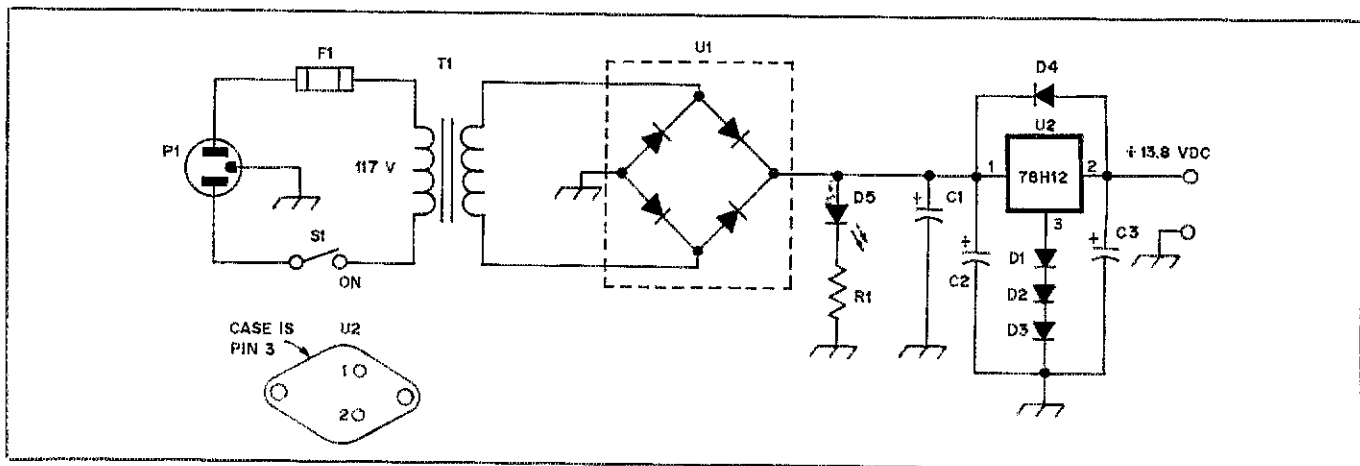 F1
T1
U1
D4
U2
P1
117 V
1
78H12
2
+ 13.8 VDC
3
S1
ON
D5
+
C1
+
C2
D1
D2
D3
+
C3
R1
CASE IS
PIN 3
U2
1
2